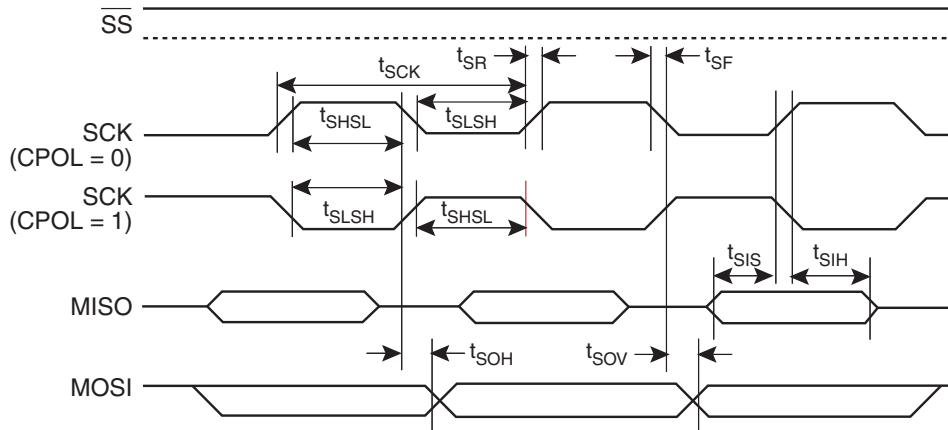 SS
tSCK
tSR
tSF
SCK
(CPOL = 0)
tSHSL
tSLSH
SCK
(CPOL = 1)
tSLSH
tSHSL
tSIS
tSIH
MISO
tSOH
tSOV
MOSI